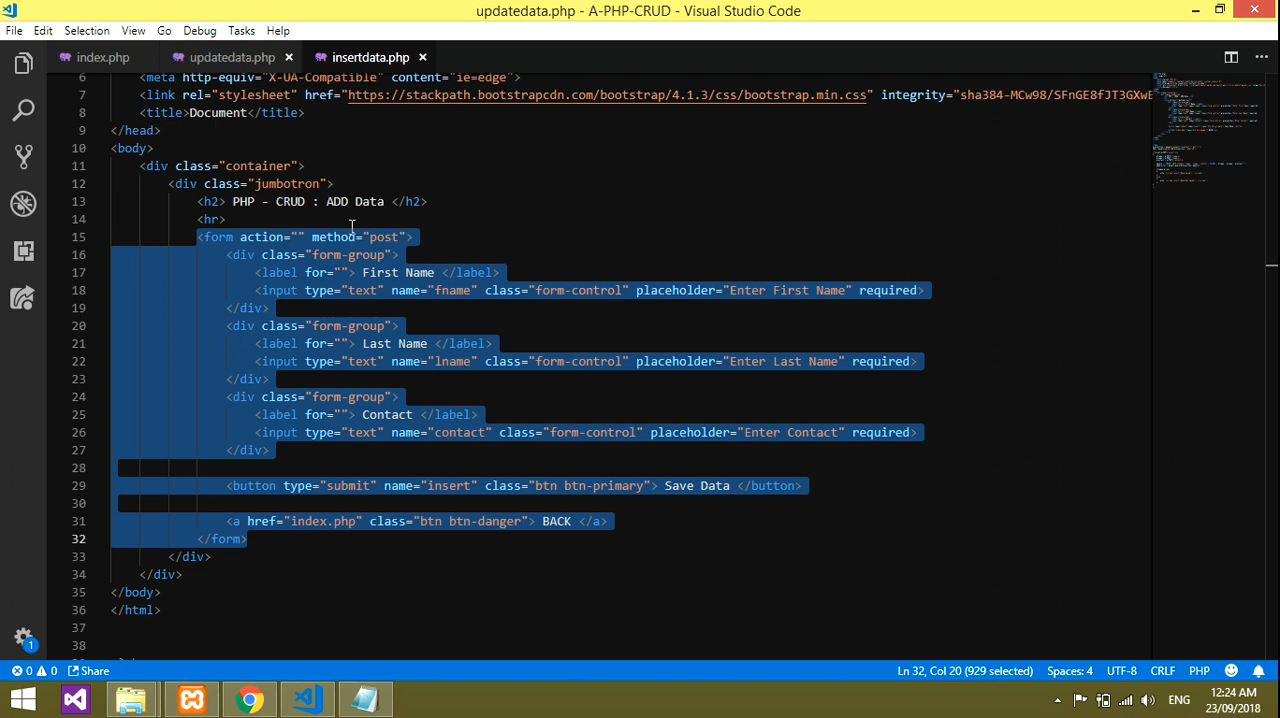 updatedata.php - A-PHP-CRUD - Visual Studio Code
File Edit Selection View Go Debug Tasks Help
index.php updatedata.php × insertdata.php ×
6 <meta http-equiv="X-UA-Compatible" content="ie=edge">
7 <link rel="stylesheet" href="https://stackpath.bootstrapcdn.com/bootstrap/4.1.3/css/bootstrap.min.css" integrity="sha384-MCw98/SFnGE8fJT3GXwE
8 <title>Document</title>
9 </head>
10 <body>
11 <div class="container">
12 <div class="jumbotron">
13 <h2> PHP - CRUD : ADD Data </h2>
14 <hr>
15 <form action="" method="post">
16 <div class="form-group">
17 <label for=""> First Name </label>
18 <input type="text" name="fname" class="form-control" placeholder="Enter First Name" required>
19 </div>
20 <div class="form-group">
21 <label for=""> Last Name </label>
22 <input type="text" name="lname" class="form-control" placeholder="Enter Last Name" required>
23 </div>
24 <div class="form-group">
25 <label for=""> Contact </label>
26 <input type="text" name="contact" class="form-control" placeholder="Enter Contact" required>
27 </div>
28
29 <button type="submit" name="insert" class="btn btn-primary"> Save Data </button>
30
31 <a href="index.php" class="btn btn-danger"> BACK </a>
32 </form>
33 </div>
34 </div>
35 </body>
36 </html>
37
38
0 0 Share Ln 32, Col 20 (929 selected) Spaces: 4 UTF-8 CRLF PHP
1
ENG
12:24 AM
23/09/2018